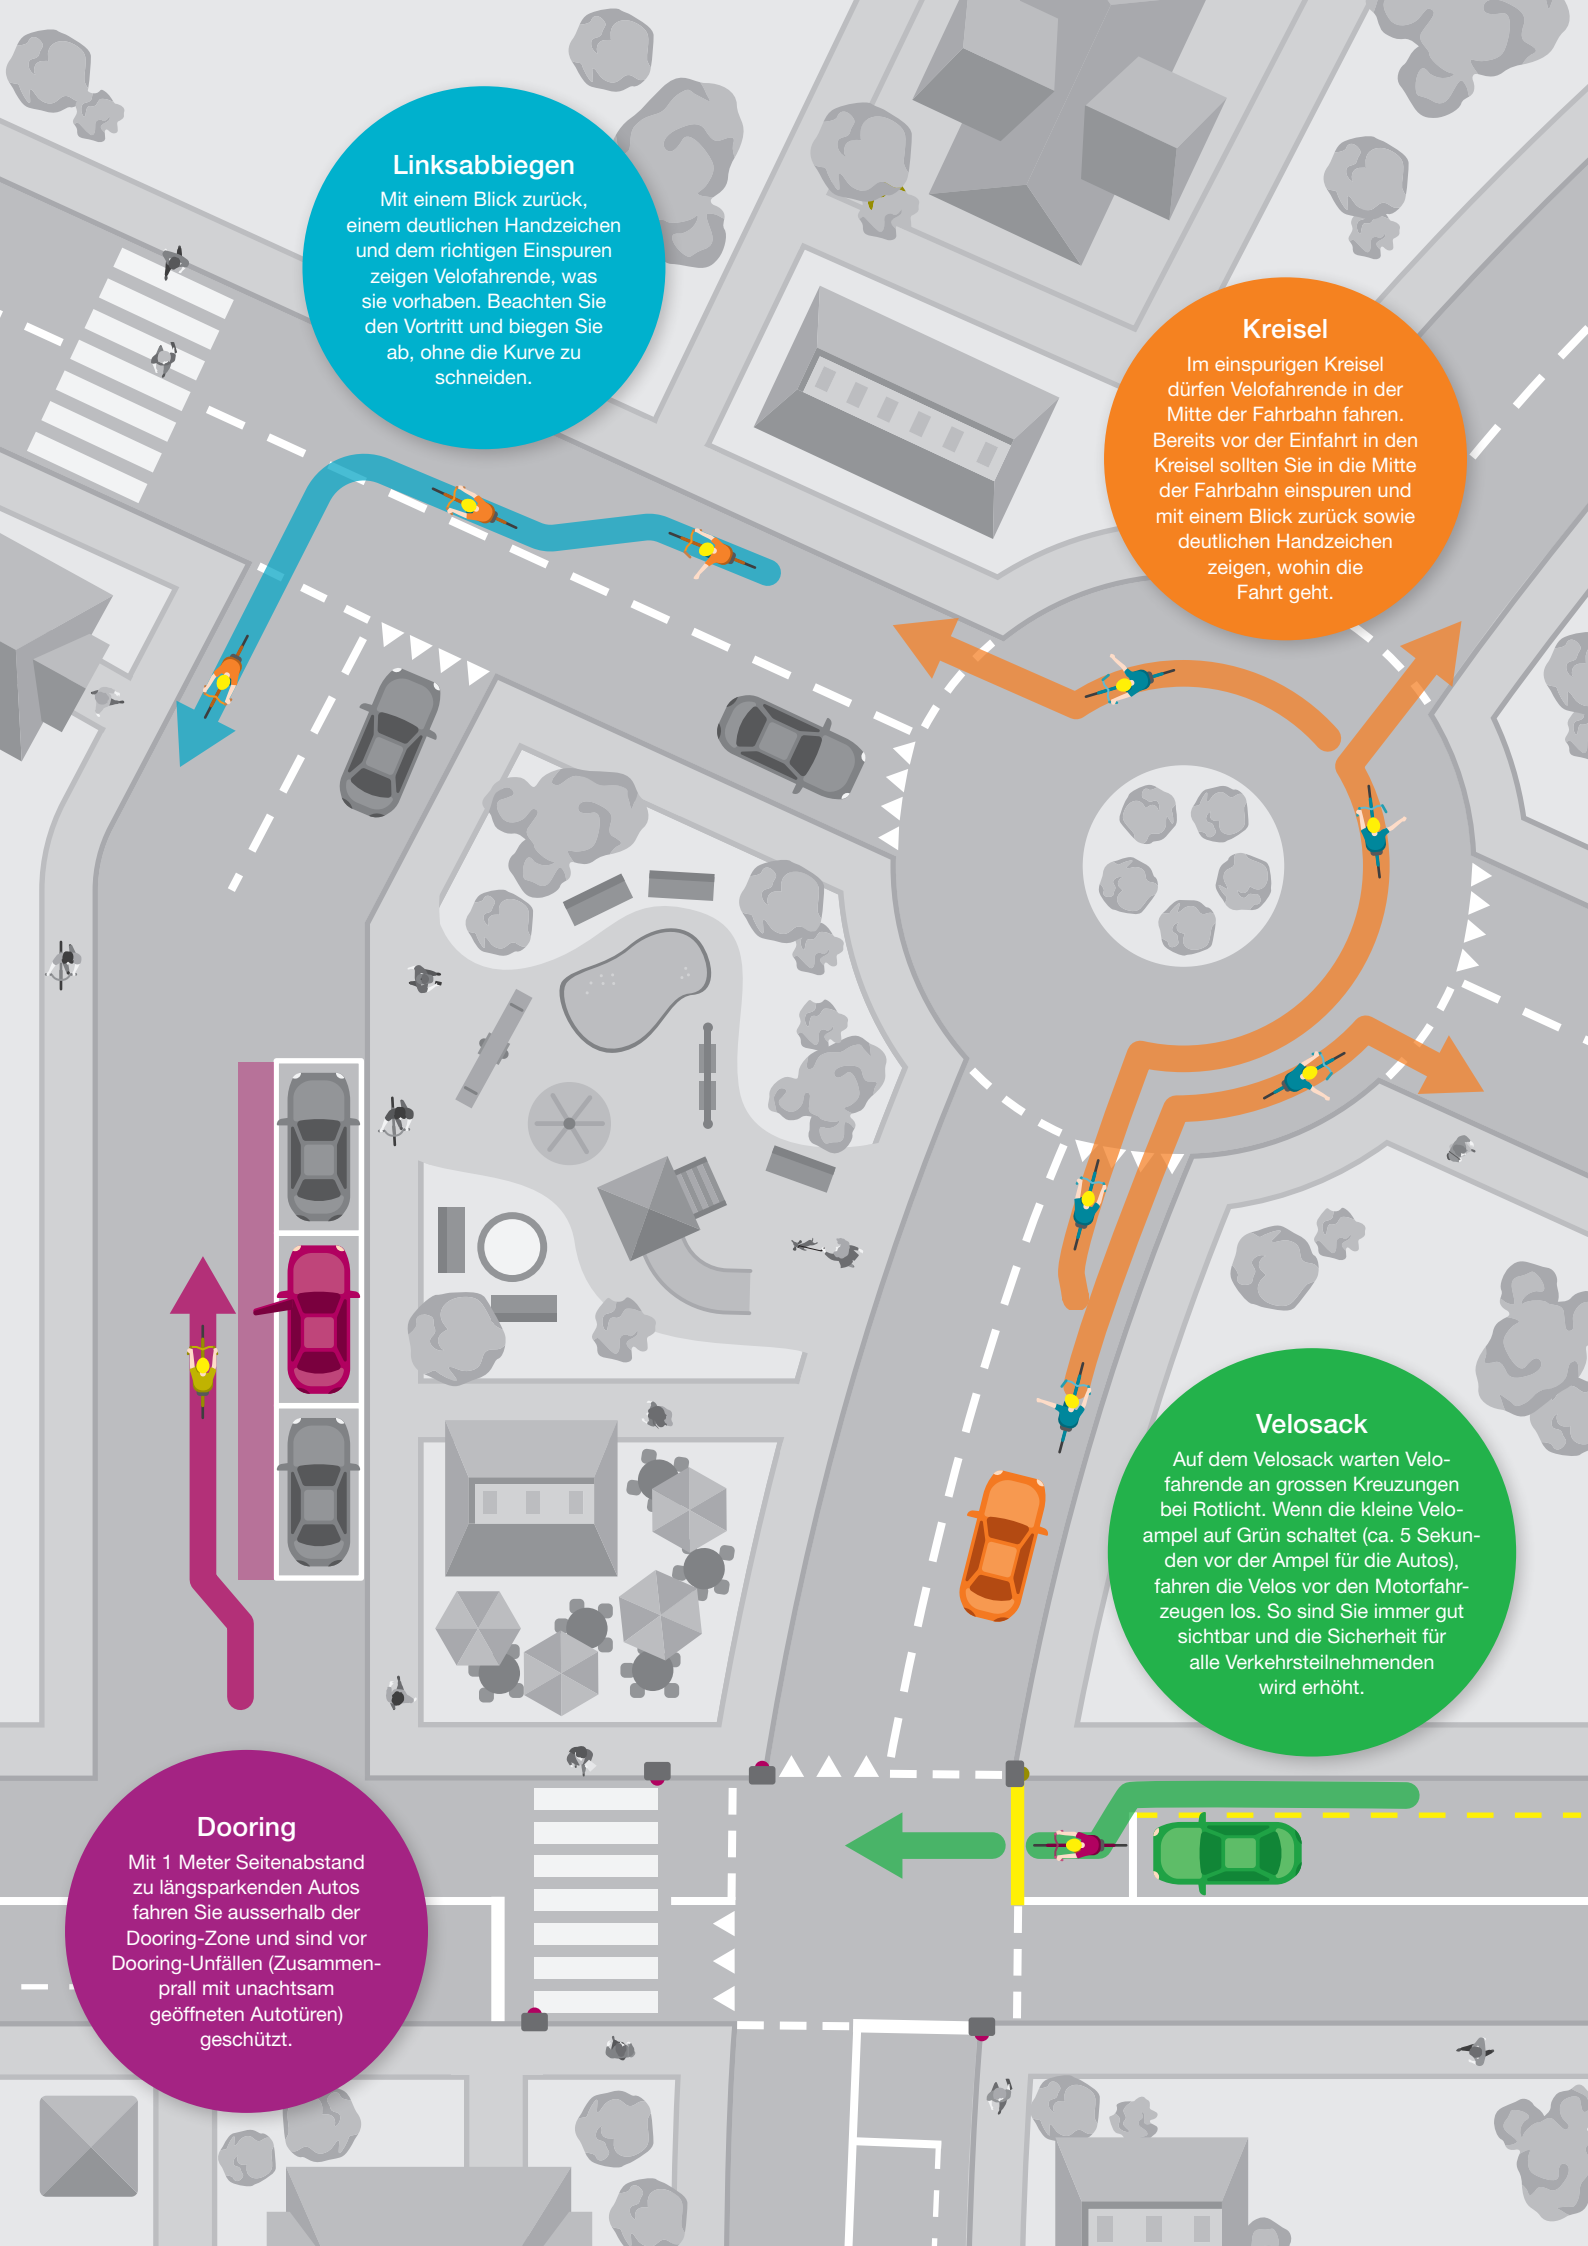 Linksabbiegen
Mit einem Blick zurück,
einem deutlichen Handzeichen
und dem richtigen Einspuren
zeigen Velofahrende, was
sie vorhaben. Beachten Sie
den Vortritt und biegen Sie
ab, ohne die Kurve zu
schneiden.
Kreisel
Im einspurigen Kreisel
dürfen Velofahrende in der
Mitte der Fahrbahn fahren.
Bereits vor der Einfahrt in den
Kreisel sollten Sie in die Mitte
der Fahrbahn einspuren und
mit einem Blick zurück sowie
deutlichen Handzeichen
zeigen, wohin die
Fahrt geht.
Velosack
Auf dem Velosack warten Velo-
fahrende an grossen Kreuzungen
bei Rotlicht. Wenn die kleine Velo-
ampel auf Grün schaltet (ca. 5 Sekun-
den vor der Ampel für die Autos),
fahren die Velos vor den Motorfahr-
zeugen los. So sind Sie immer gut
sichtbar und die Sicherheit für
alle Verkehrsteilnehmenden
wird erhöht.
Dooring
Mit 1 Meter Seitenabstand
zu längsparkenden Autos
fahren Sie ausserhalb der
Dooring-Zone und sind vor
Dooring-Unfällen (Zusammen-
prall mit unachtsam
geöffneten Autotüren)
geschützt.